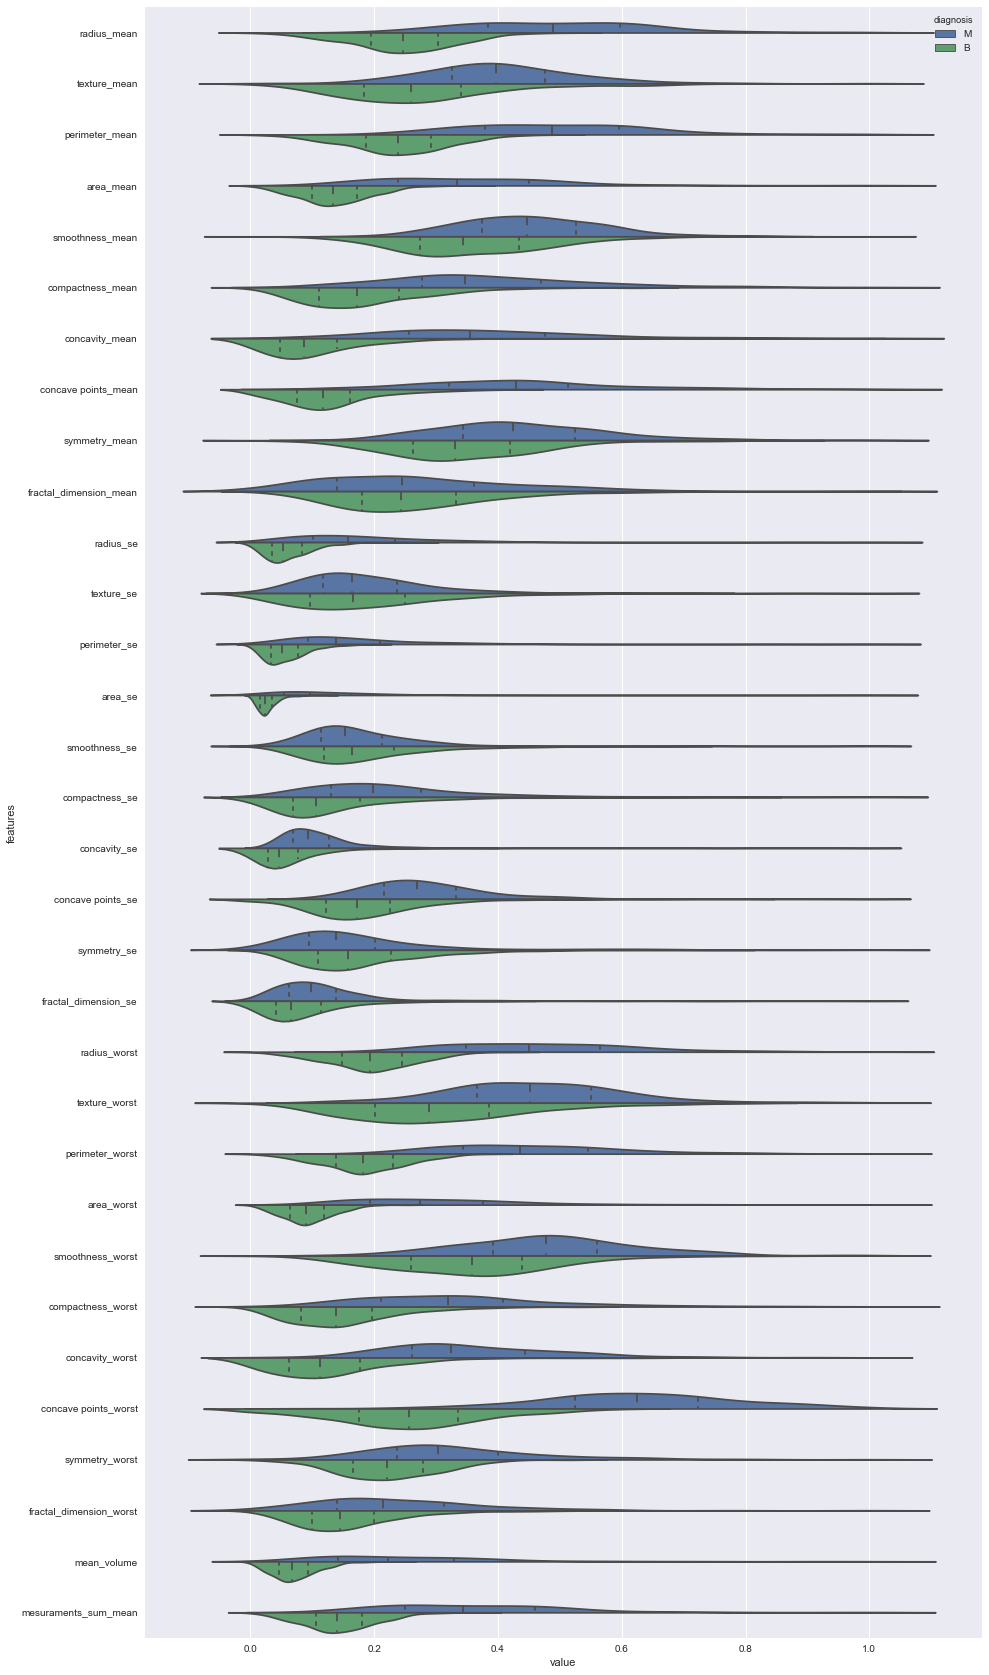 diagnosis
M
B
radius_mean
texture_mean
perimeter_mean
area_mean
smoothness_mean
compactness_mean
concavity_mean
concave points_mean
symmetry_mean
fractal_dimension_mean
radius_se
texture_se
perimeter_se
area_se
smoothness_se
compactness_se
concavity_se
concave points_se
symmetry_se
fractal_dimension_se
radius_worst
texture_worst
perimeter_worst
area_worst
smoothness_worst
compactness_worst
concavity_worst
concave points_worst
symmetry_worst
fractal_dimension_worst
mean_volume
mesuraments_sum_mean
features
0.0 0.2 0.4 0.6 0.8 1.0
value